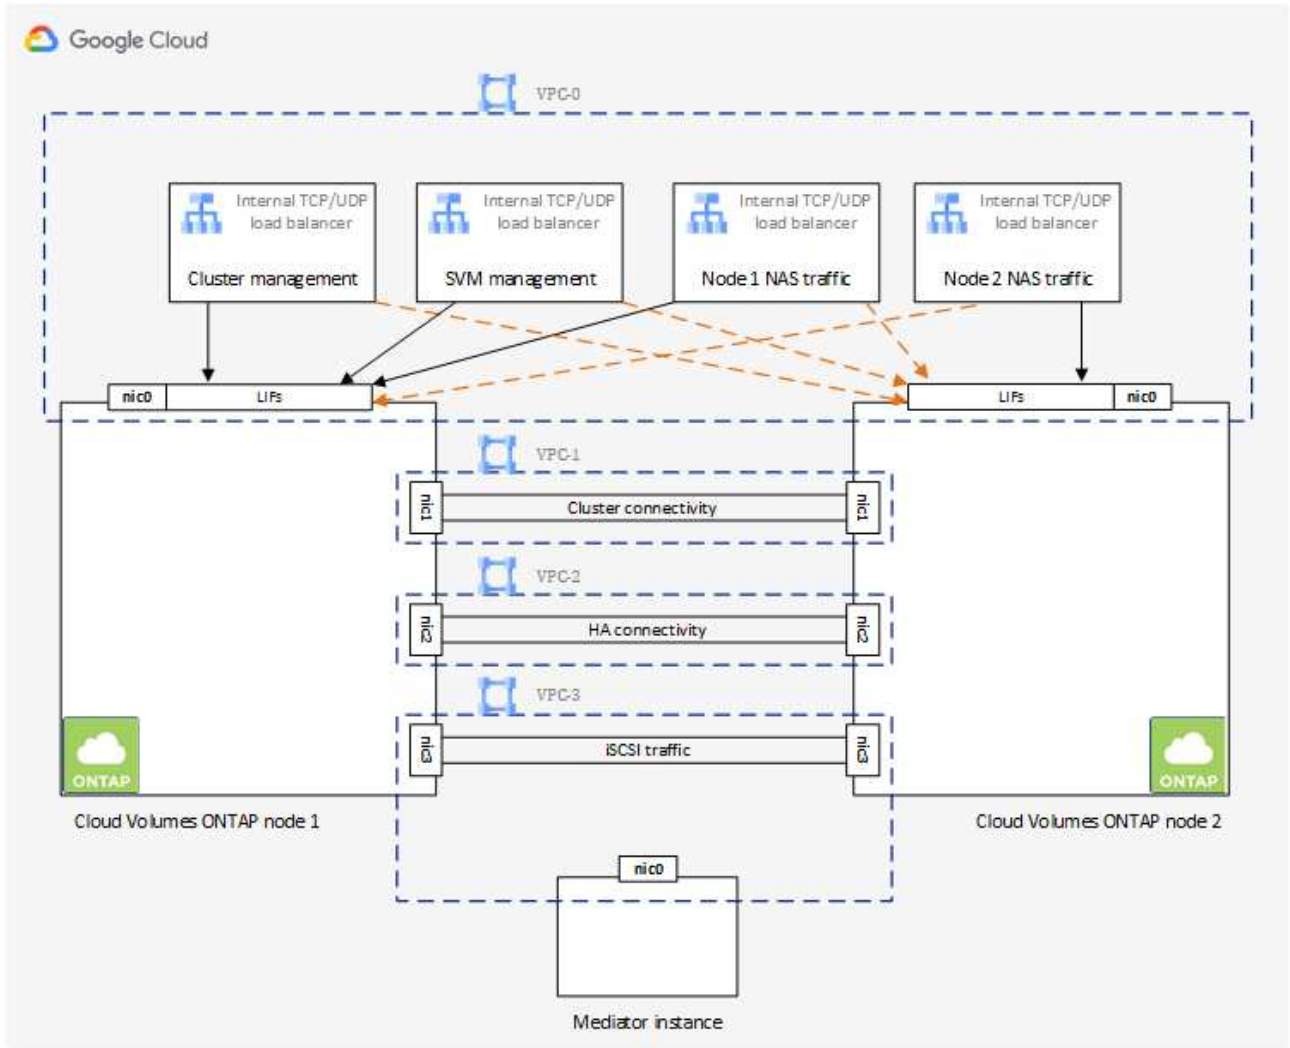 Google Cloud
VPC-0
Internal TCP/UDP
load balancer
Cluster management
Internal TCP/UDP
load balancer
SVM management
Internal TCP/UDP
load balancer
Node 1 NAS traffic
Internal TCP/UDP
load balancer
Node 2 NAS traffic
nic0
LIFs
LIFs
nic0
VPC-1
nic1
Cluster connectivity
nic1
VPC-2
nic2
HA connectivity
nic2
VPC-3
nic3
iSCSI traffic
nic3
ONTAP
ONTAP
Cloud Volumes ONTAP node 1
Cloud Volumes ONTAP node 2
nic0
Mediator instance